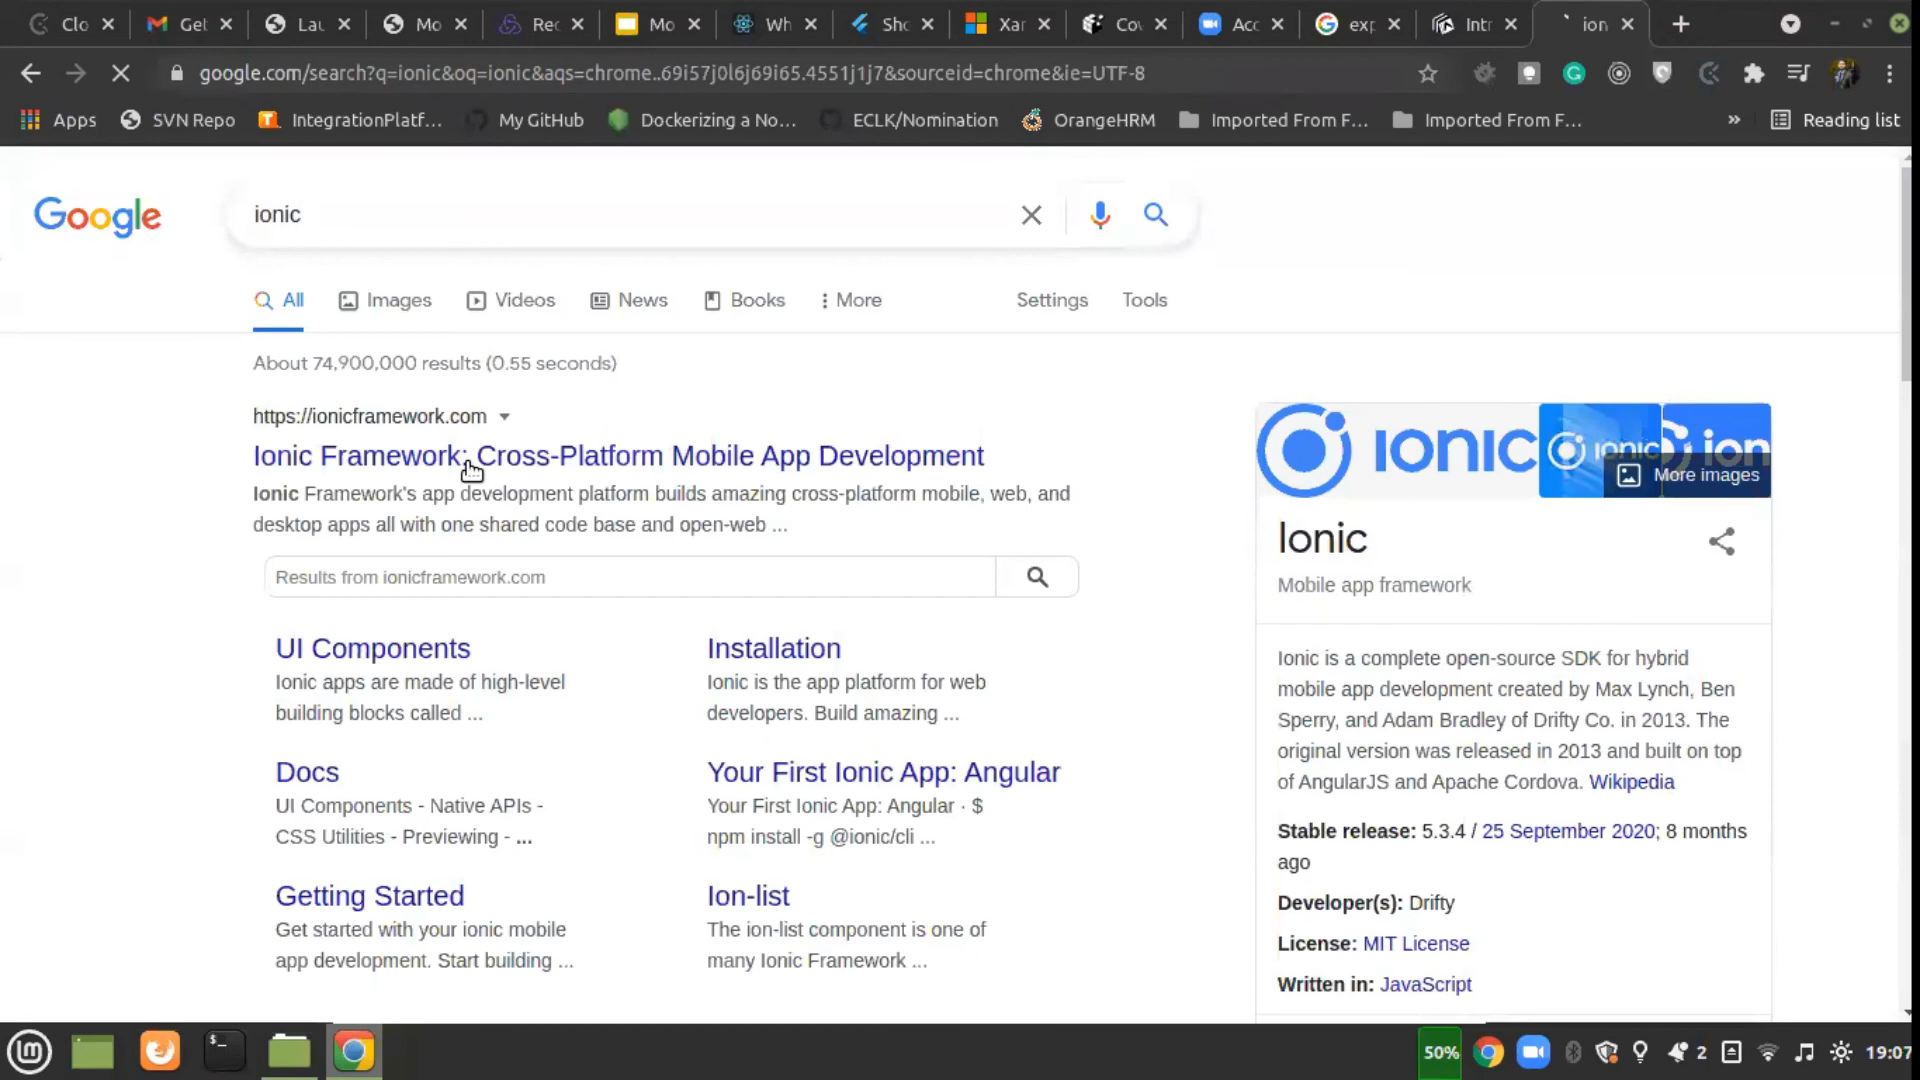 Clo
Get
Lau
Mo
Rec
Mo
Wh
Sho
Xar
Cov
Acc
exp
Intr
ion
google.com/search?q=ionic&oq=ionic&aqs=chrome..69i57j0l6j69i65.4551j1j7&sourceid=chrome&ie=UTF-8
Apps
SVN Repo
IntegrationPlatf...
My GitHub
Dockerizing a No...
ECLK/Nomination
OrangeHRM
Imported From F...
Imported From F...
»
Reading list
Google
ionic
All
Images
Videos
News
Books
More
Settings
Tools
About 74,900,000 results (0.55 seconds)
https://ionicframework.com
Ionic Framework: Cross-Platform Mobile App Development
Ionic Framework's app development platform builds amazing cross-platform mobile, web, and
desktop apps all with one shared code base and open-web ...
Results from ionicframework.com
UI Components
Ionic apps are made of high-level
building blocks called ...
Installation
Ionic is the app platform for web
developers. Build amazing ...
Docs
UI Components - Native APIs -
CSS Utilities - Previewing - ...
Your First Ionic App: Angular
Your First Ionic App: Angular · $
npm install -g @ionic/cli ...
Getting Started
Get started with your ionic mobile
app development. Start building ...
Ion-list
The ion-list component is one of
many Ionic Framework ...
IONIC
ionic
ion
More images
Ionic
Mobile app framework
Ionic is a complete open-source SDK for hybrid
mobile app development created by Max Lynch, Ben
Sperry, and Adam Bradley of Drifty Co. in 2013. The
original version was released in 2013 and built on top
of AngularJS and Apache Cordova. Wikipedia
Stable release: 5.3.4 / 25 September 2020; 8 months
ago
Developer(s): Drifty
License: MIT License
Written in: JavaScript
50%
2
19:07